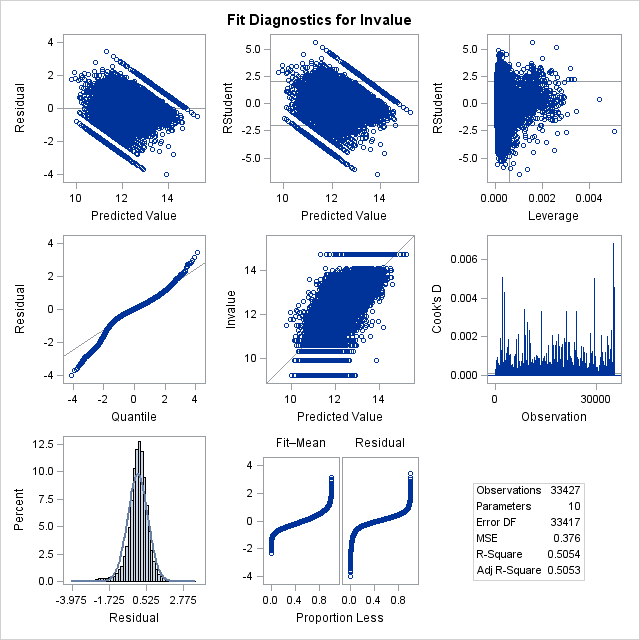 Fit Diagnostics for lnvalue
4
2
0
-2
-4
Residual
10 12 14
Predicted Value
5.0
2.5
0.0
-2.5
-5.0
RStudent
10 12 14
Predicted Value
5.0
2.5
0.0
-2.5
-5.0
RStudent
0.000 0.002 0.004
Leverage
4
2
0
-2
-4
Residual
-4 -2 0 2 4
Quantile
14
12
10
lnvalue
10 11 12 13 14 15
Predicted Value
0.006
0.004
0.002
0.000
Cook's D
0 30000
Observation
12.5
10.0
7.5
5.0
2.5
0.0
Percent
-3.975 -1.725 0.525 2.775
Residual
Fit–Mean Residual
4
2
0
-2
-4
0.0 0.4 0.8 0.0 0.4 0.8
Proportion Less
Observations 33427
Parameters 10
Error DF 33417
MSE 0.376
R-Square 0.5054
Adj R-Square 0.5053